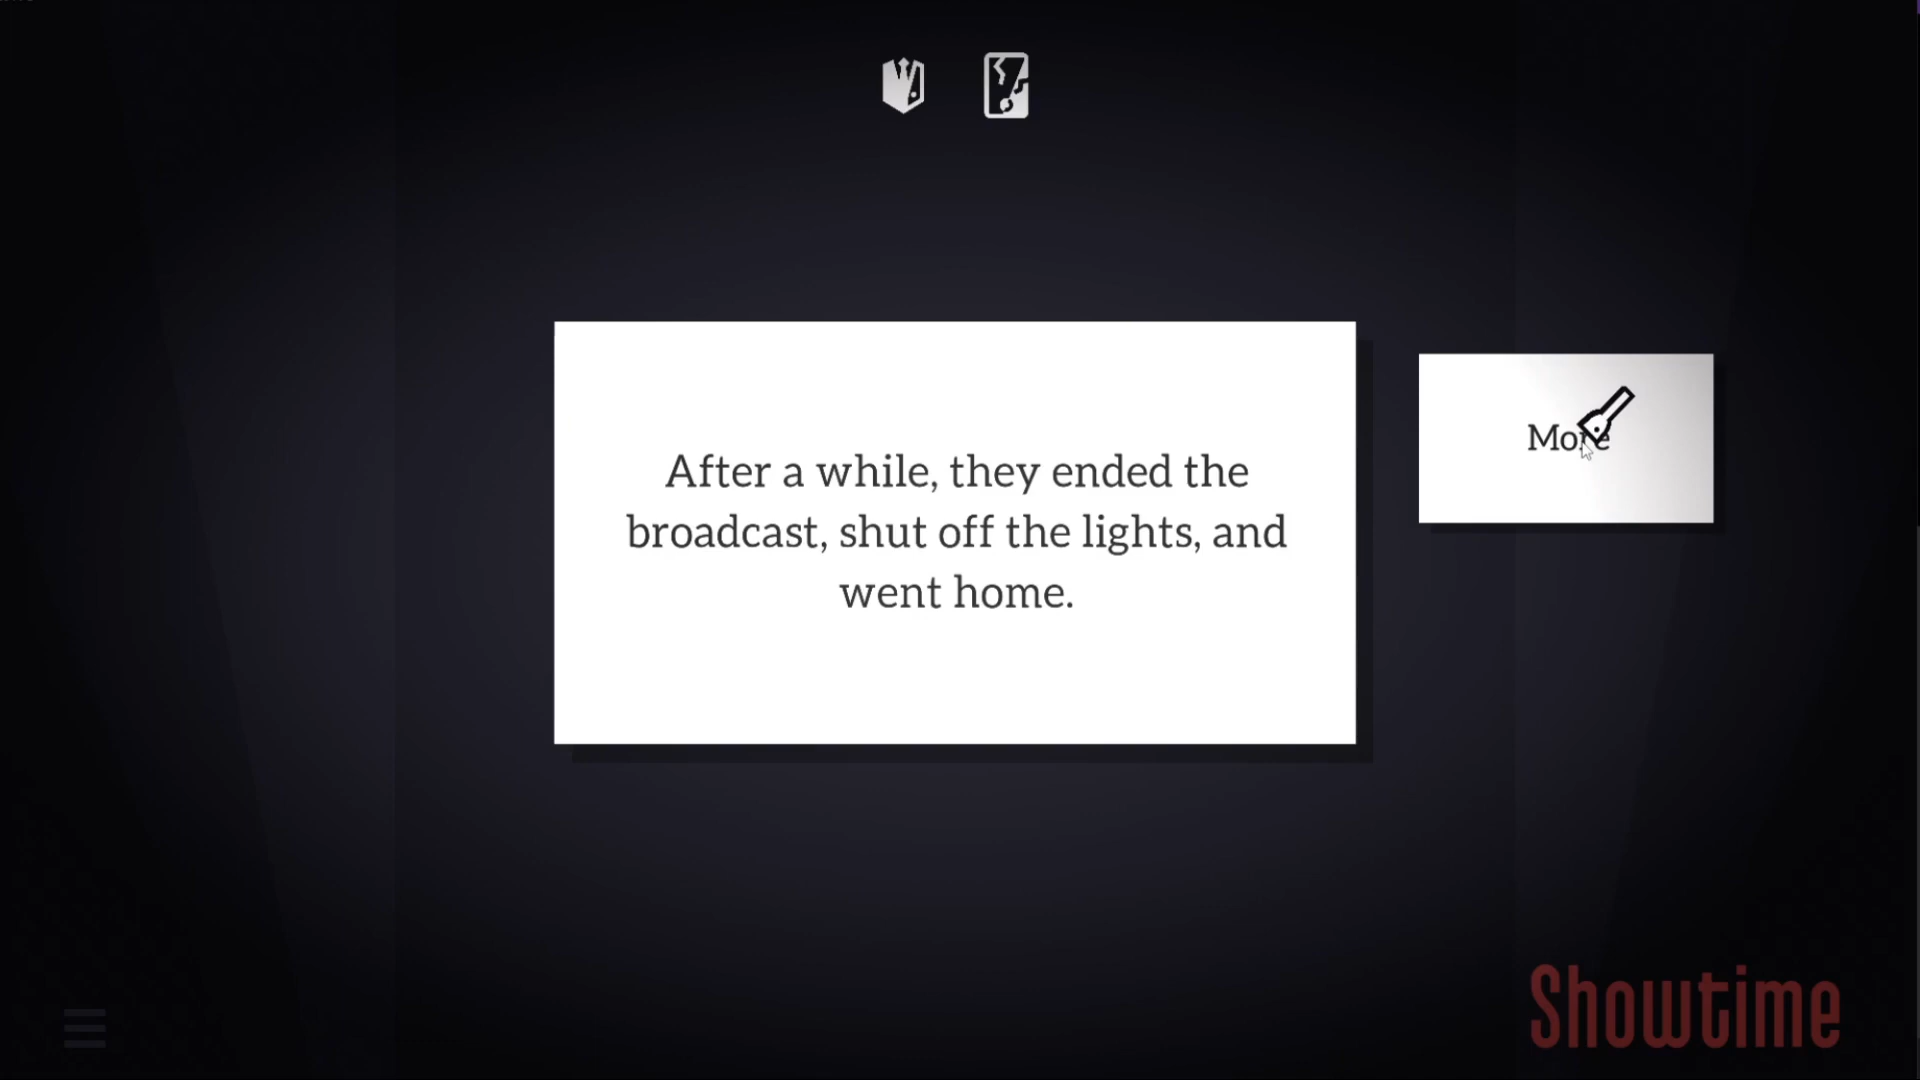 After a while, they ended the
broadcast, shut off the lights, and
went home.
More
Showtime